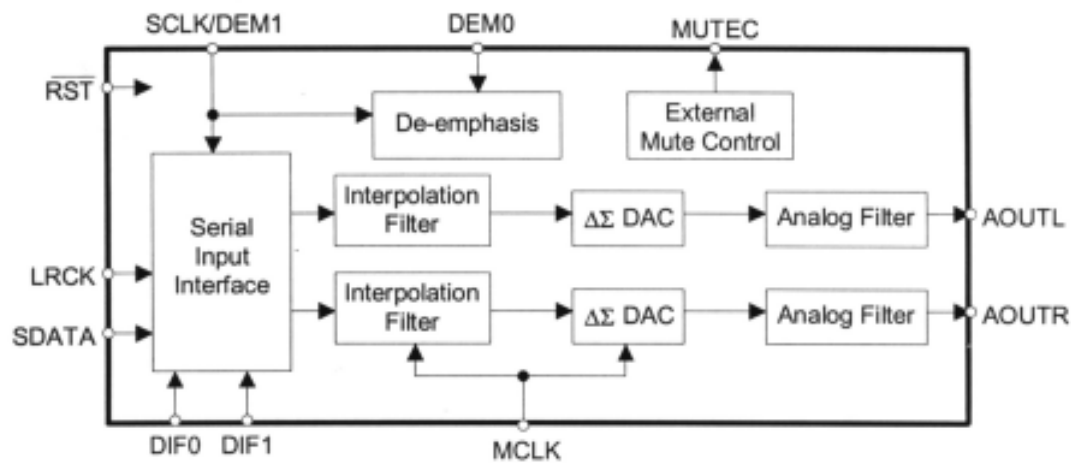 SCLK/DEM1
DEM0
MUTEC
RST
De-emphasis
External
Mute Control
Serial
Input
Interface
Interpolation
Filter
ΔΣ DAC
Analog Filter
AOUTL
LRCK
SDATA
Interpolation
Filter
ΔΣ DAC
Analog Filter
AOUTR
DIF0
DIF1
MCLK